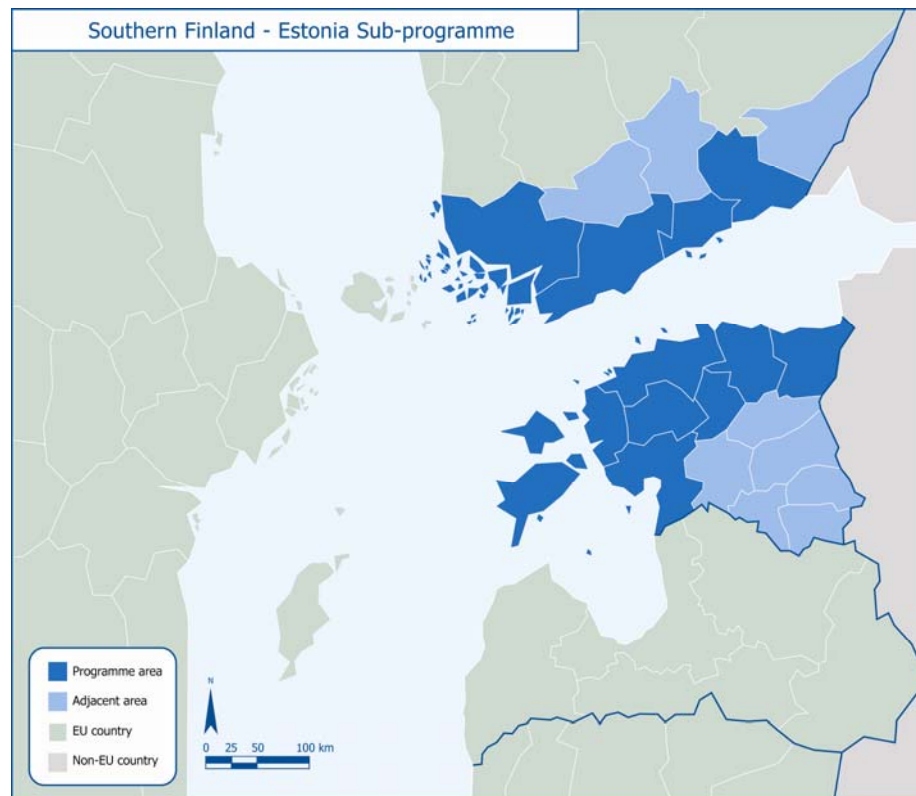 Southern Finland - Estonia Sub-programme
Programme area
Adjacent area
EU country
Non-EU country
N
0 25 50 100 km